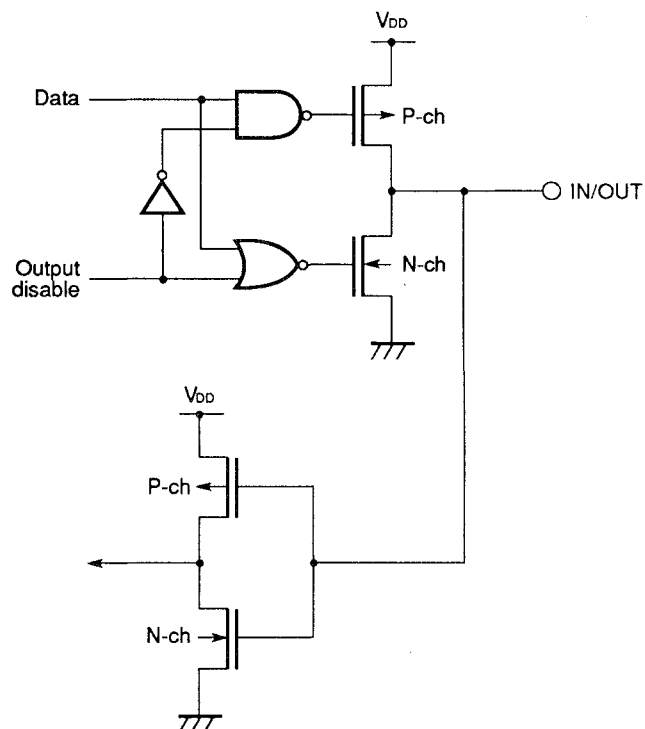 VDD
Data
P-ch
IN/OUT
Output
disable
N-ch
VDD
P-ch
N-ch